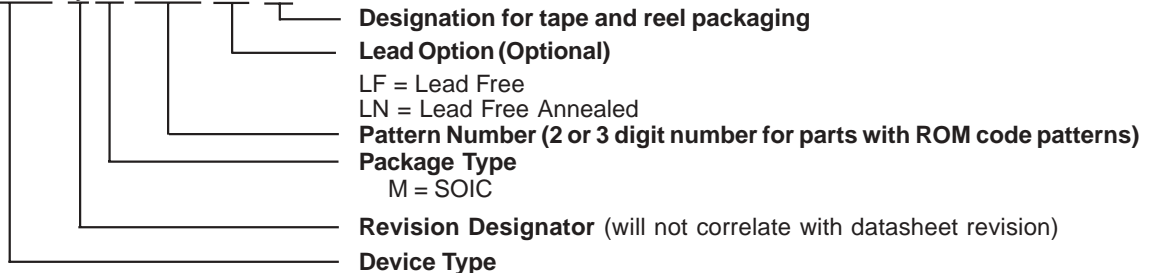 Designation for tape and reel packaging
Lead Option (Optional)
LF = Lead Free
LN = Lead Free Annealed
Pattern Number (2 or 3 digit number for parts with ROM code patterns)
Package Type
M = SOIC
Revision Designator (will not correlate with datasheet revision)
Device Type